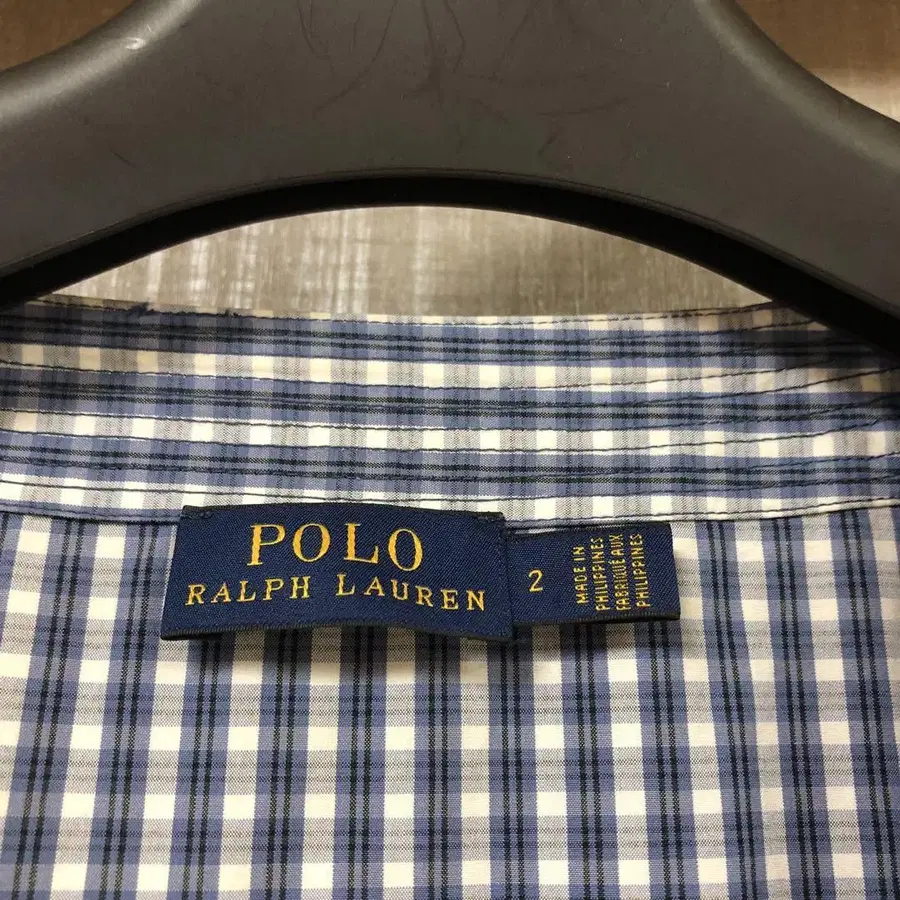 POLO
RALPH LAUREN
2
MADE IN
PHILIPPINES
FABRIQUÉ AUX
PHILIPPINES